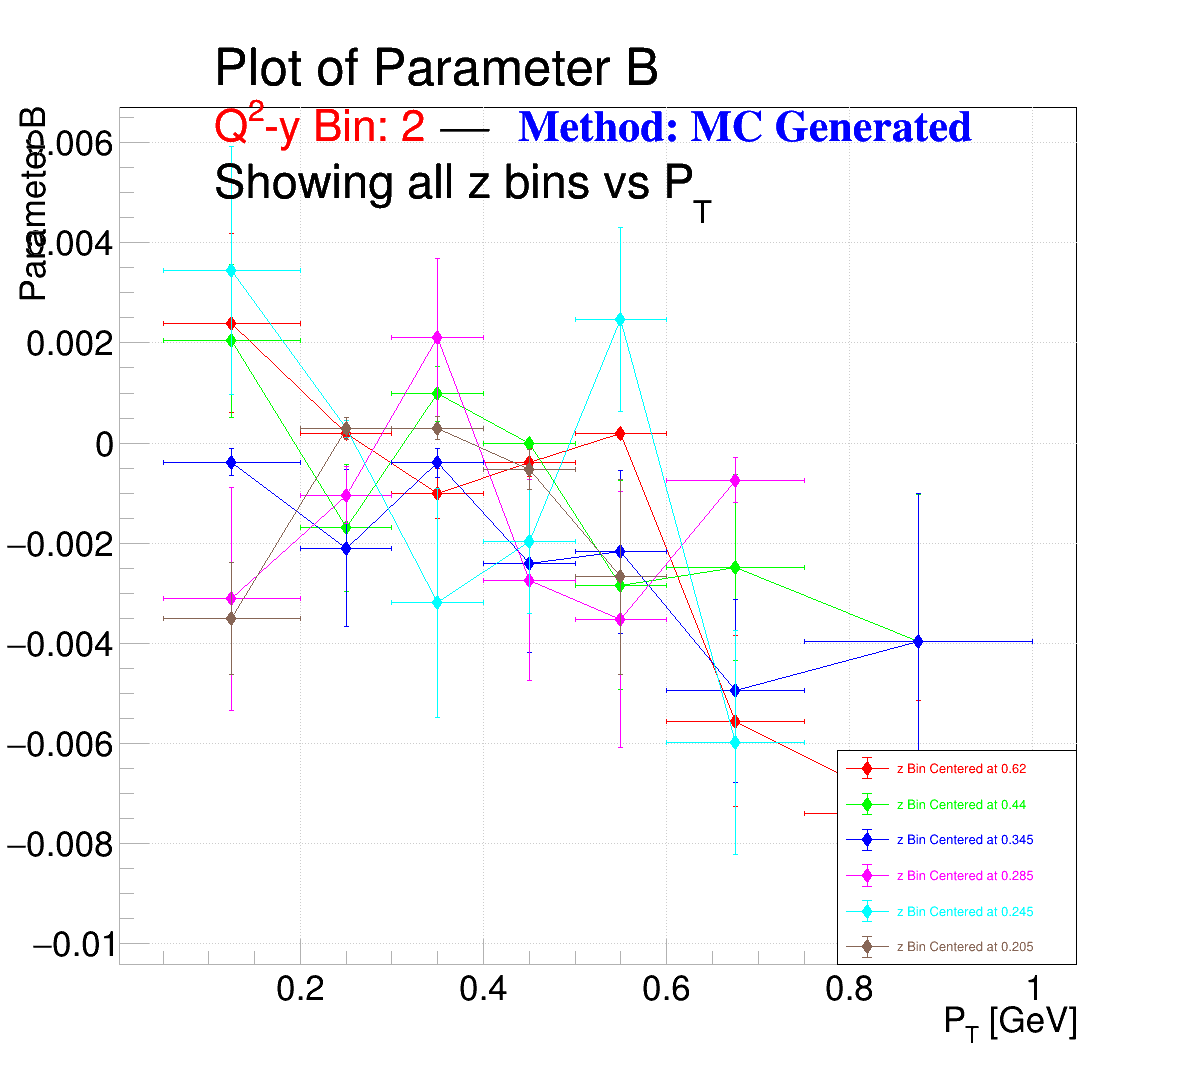 Plot of Parameter B
Q²-y Bin: 2 — Method: MC Generated
Showing all z bins vs P_T
Parameter B
0.006
0.004
0.002
0
−0.002
−0.004
−0.006
−0.008
−0.01
z Bin Centered at 0.62
z Bin Centered at 0.44
z Bin Centered at 0.345
z Bin Centered at 0.285
z Bin Centered at 0.245
z Bin Centered at 0.205
0.2 0.4 0.6 0.8 1
P_T [GeV]